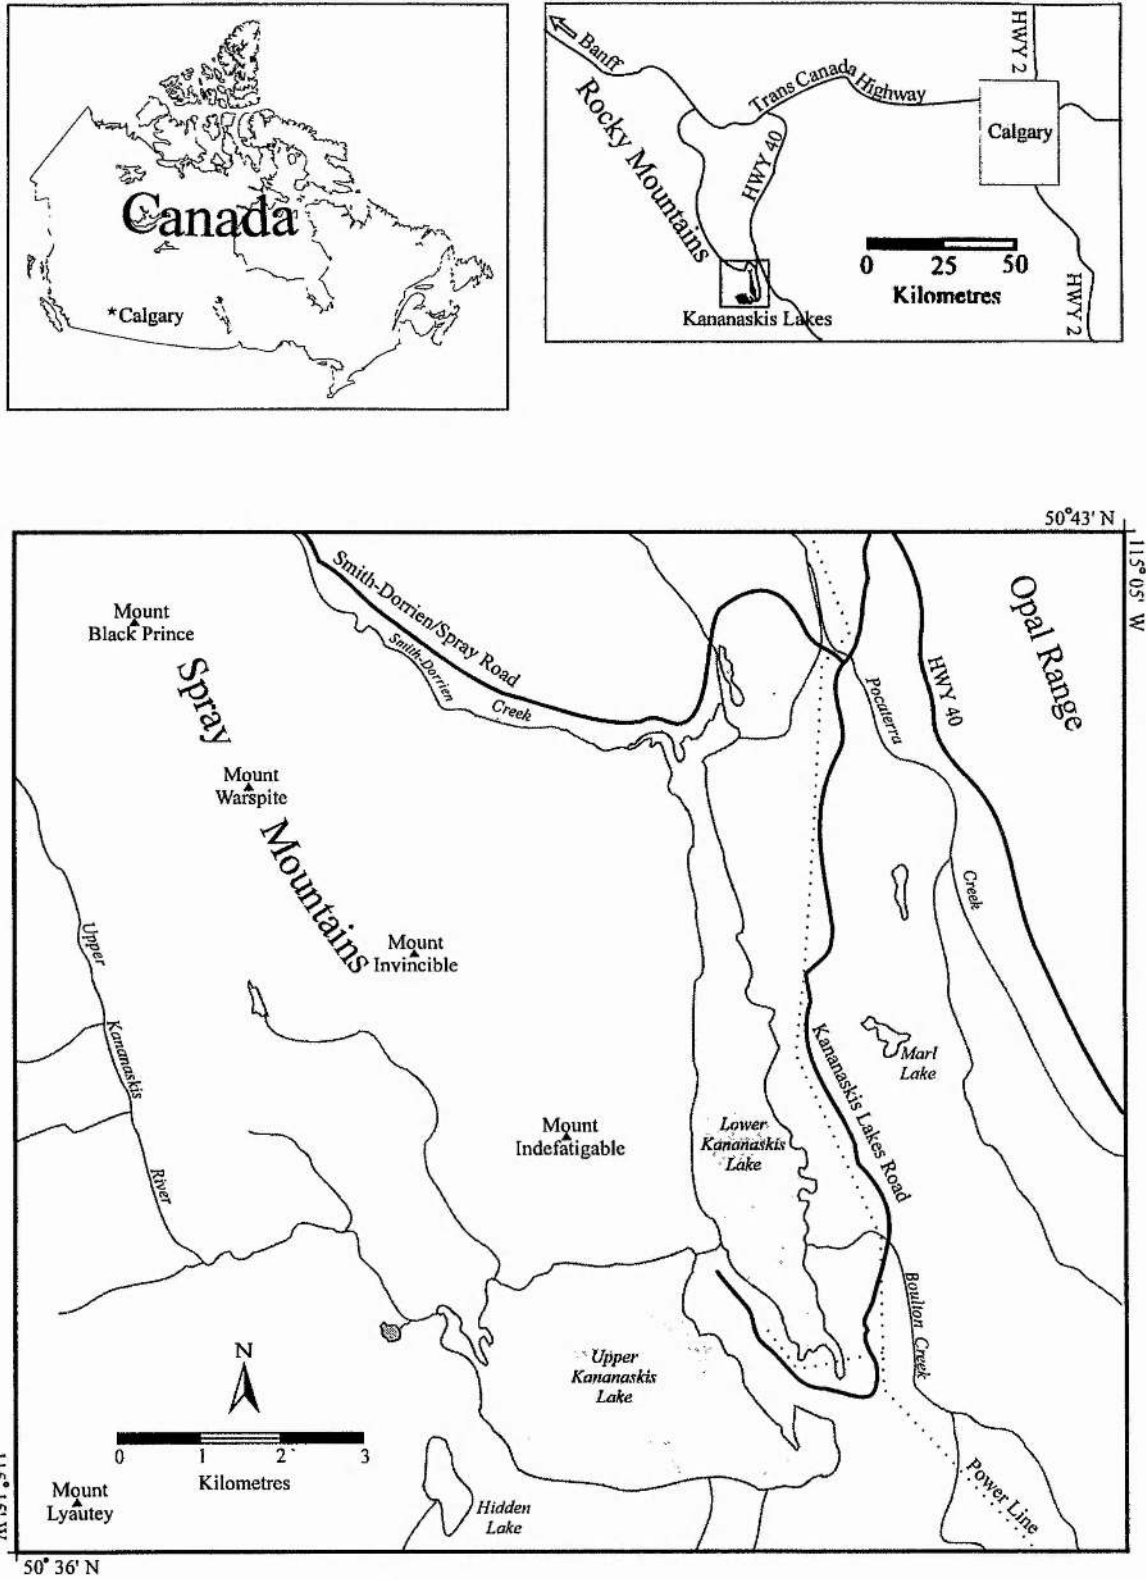 Canada
*Calgary
Banff
Rocky Mountains
Trans Canada Highway
HWY 40
HWY 2
Calgary
HWY 2
0 25 50
Kilometres
Kananaskis Lakes
50°43' N
115° 05' W
Opal Range
Smith-Dorrien/Spray Road
Smith-Dorrien
Creek
Mount
Black Prince
Spray
Mountains
HWY 40
Pocaterra
Creek
Mount
Warspite
Mount
Invincible
Upper
Kananaskis
River
Marl
Lake
Kananaskis Lakes Road
Mount
Indefatigable
Lower
Kananaskis
Lake
Boulton Creek
Upper
Kananaskis
Lake
N
0 1 2 3
Kilometres
Power Line
Mount
Lyautey
Hidden
Lake
50° 36' N